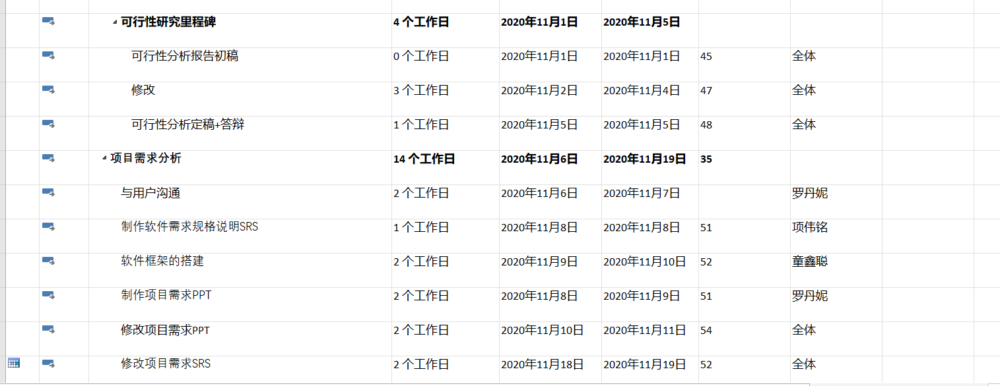 可行性研究里程碑 4 个工作日 2020年11月1日 2020年11月5日
可行性分析报告初稿 0 个工作日 2020年11月1日 2020年11月1日 45 全体
修改 3 个工作日 2020年11月2日 2020年11月4日 47 全体
可行性分析定稿+答辩 1 个工作日 2020年11月5日 2020年11月5日 48 全体
项目需求分析 14 个工作日 2020年11月6日 2020年11月19日 35
与用户沟通 2 个工作日 2020年11月6日 2020年11月7日 罗丹妮
制作软件需求规格说明SRS 1 个工作日 2020年11月8日 2020年11月8日 51 项伟铭
软件框架的搭建 2 个工作日 2020年11月9日 2020年11月10日 52 童鑫聪
制作项目需求PPT 2 个工作日 2020年11月8日 2020年11月9日 51 罗丹妮
修改项目需求PPT 2 个工作日 2020年11月10日 2020年11月11日 54 全体
修改项目需求SRS 2 个工作日 2020年11月18日 2020年11月19日 52 全体